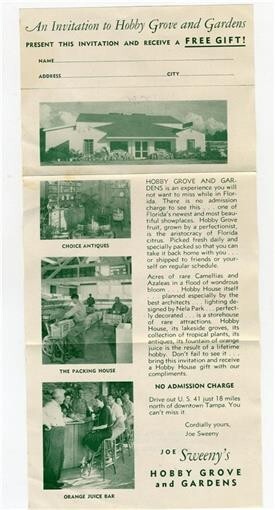 An Invitation to Hobby Grove and Gardens
PRESENT THIS INVITATION AND RECEIVE A FREE GIFT!
NAME
ADDRESS CITY
CHOICE ANTIQUES
THE PACKING HOUSE
ORANGE JUICE BAR
HOBBY GROVE AND GAR-
DENS is an experience you will
not want to miss while in Flor-
ida. There is no admission
charge to see this . . . one of
Florida's newest and most beau-
tiful showplaces. Hobby Grove
fruit, grown by a perfectionist,
is the aristocracy of Florida
citrus. Picked fresh daily and
specially packed so that you can
take it back home with you . . .
or shipped to friends or your-
self on regular schedule.
Acres of rare Camellias and
Azaleas in a flood of wondrous
bloom . . . Hobby House itself
. . . planned especially by the
best architects . . . lighting de-
signed by Nela Park . . . perfect-
ly decorated . . . is a storehouse
of rare attractions. Hobby
House, its lakeside groves, its
collection of tropical plants, its
antiques, its fountain of orange
juice is the result of a lifetime
hobby. Don't fail to see it . . .
bring this invitation and receive
a Hobby House gift with our
compliments.
NO ADMISSION CHARGE
Drive out U. S. 41 just 18 miles
north of downtown Tampa. You
can't miss it.
Cordially yours,
Joe Sweeny
JOE Sweeny's
HOBBY GROVE
and GARDENS